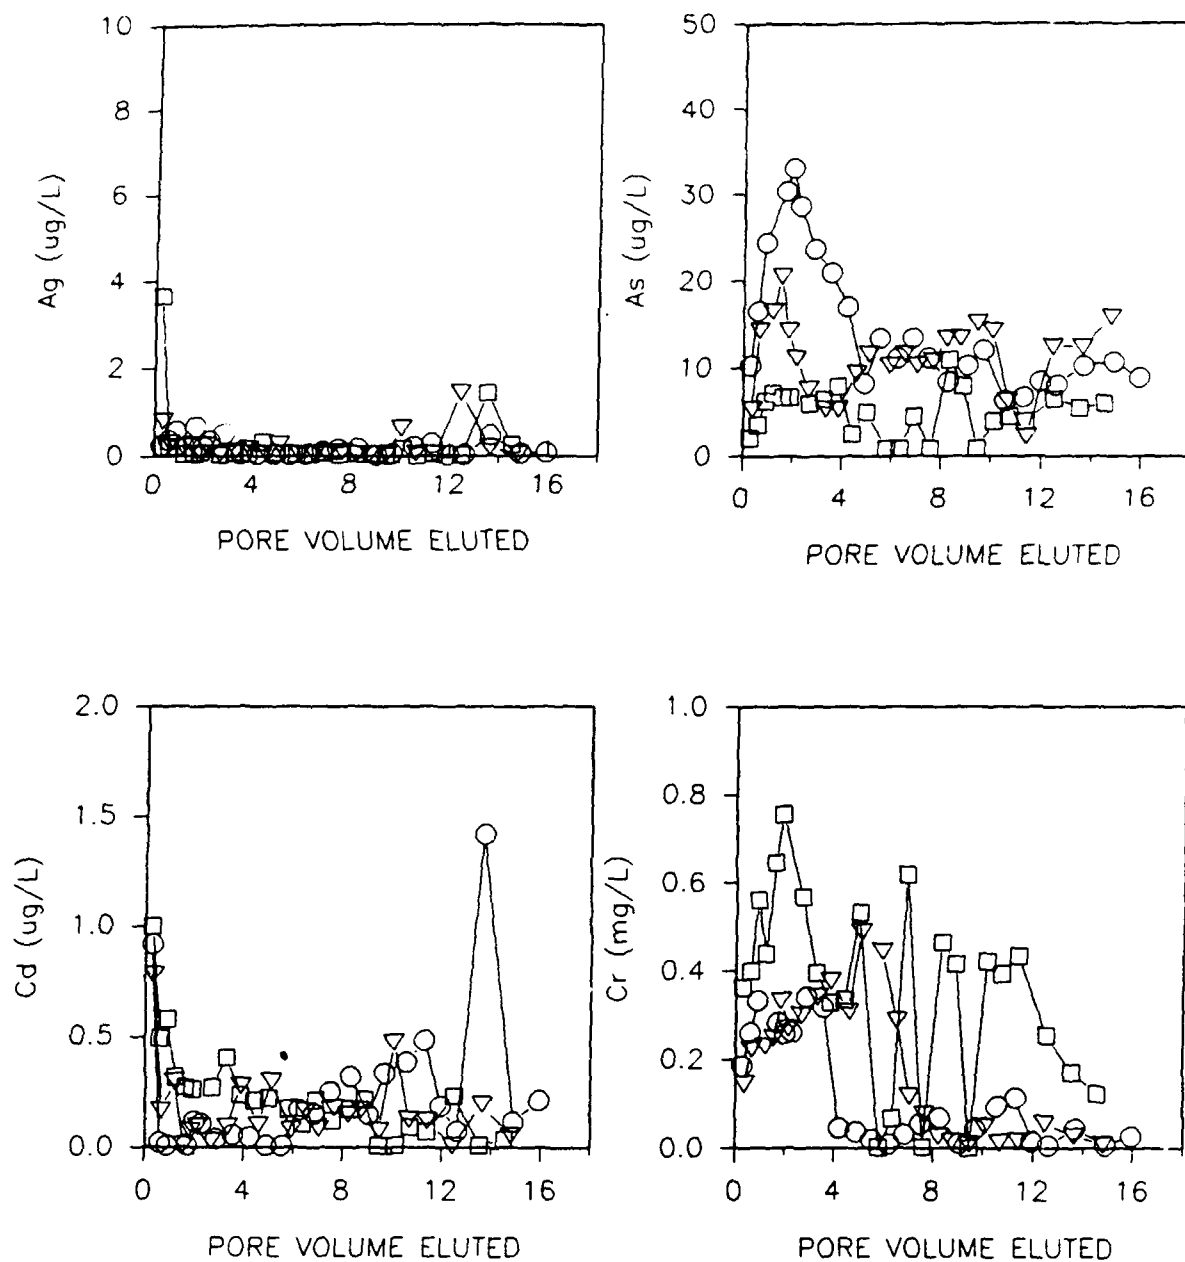 10
8
6
4
2
0
Ag (ug/L)
0 4 8 12 16
PORE VOLUME ELUTED
50
40
30
20
10
0
As (ug/L)
0 4 8 12 16
PORE VOLUME ELUTED
2.0
1.5
1.0
0.5
0.0
Cd (ug/L)
0 4 8 12 16
PORE VOLUME ELUTED
1.0
0.8
0.6
0.4
0.2
0.0
Cr (mg/L)
0 4 8 12 16
PORE VOLUME ELUTED